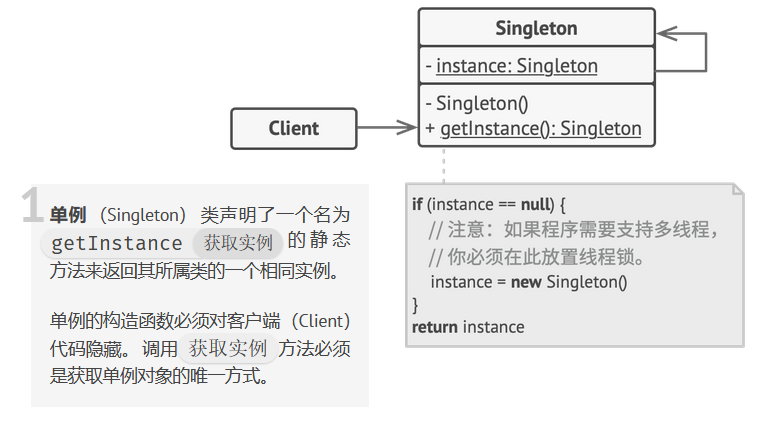 Singleton
- instance: Singleton
- Singleton()
+ getInstance(): Singleton
Client
1
单例 （Singleton） 类声明了一个名为
getInstance 获取实例 的静态
方法来返回其所属类的一个相同实例。
单例的构造函数必须对客户端 （Client）
代码隐藏。 调用 获取实例 方法必须
是获取单例对象的唯一方式。
if (instance == null) {
// 注意：如果程序需要支持多线程，
// 你必须在此放置线程锁。
instance = new Singleton()
}
return instance